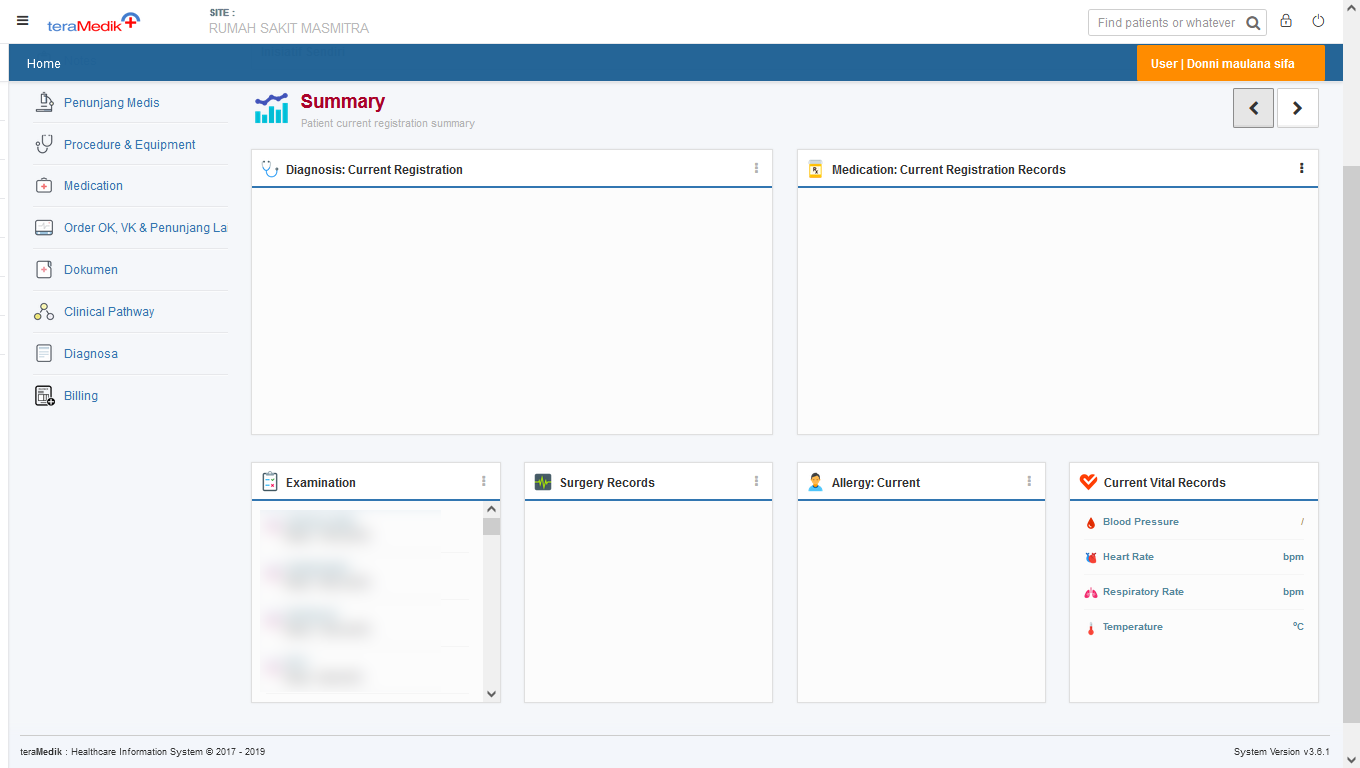 teraMedik
SITE :
RUMAH SAKIT MASMITRA
Find patients or whatever
Home
User | Donni maulana sifa
Penunjang Medis
Procedure & Equipment
Medication
Order OK, VK & Penunjang Lai
Dokumen
Clinical Pathway
Diagnosa
Billing
Summary
Patient current registration summary
Diagnosis: Current Registration
Medication: Current Registration Records
Examination
Surgery Records
Allergy: Current
Current Vital Records
Blood Pressure /
Heart Rate bpm
Respiratory Rate bpm
Temperature °C
teraMedik : Healthcare Information System © 2017 - 2019
System Version v3.6.1